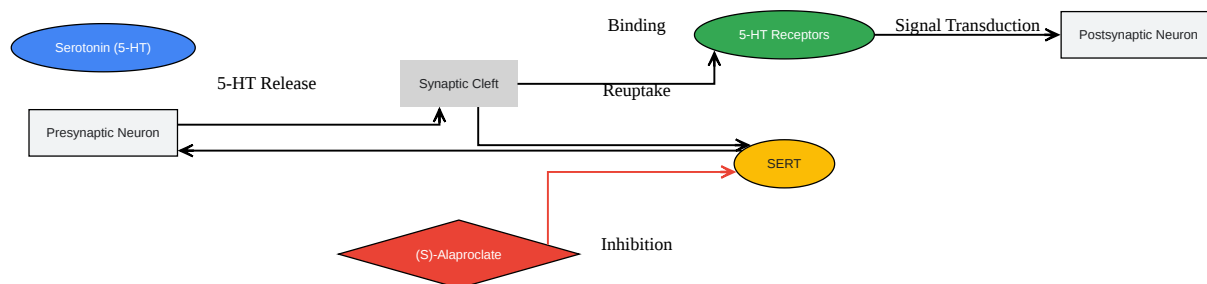 Binding
Signal Transduction
Serotonin (5-HT)
5-HT Receptors
Postsynaptic Neuron
5-HT Release
Synaptic Cleft
Reuptake
Presynaptic Neuron
SERT
(S)-Alaproclate
Inhibition